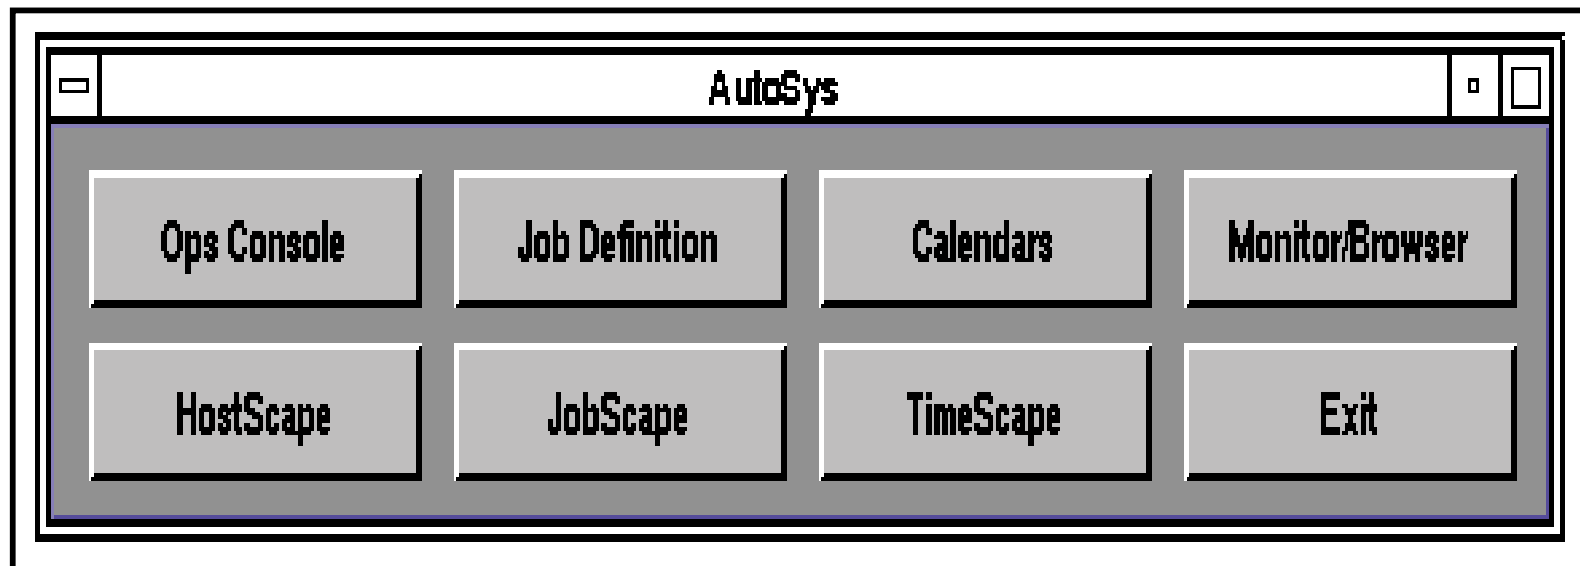 AutoSys
Ops Console Job Definition Calendars Monitor/Browser
HostScape JobScape TimeScape Exit